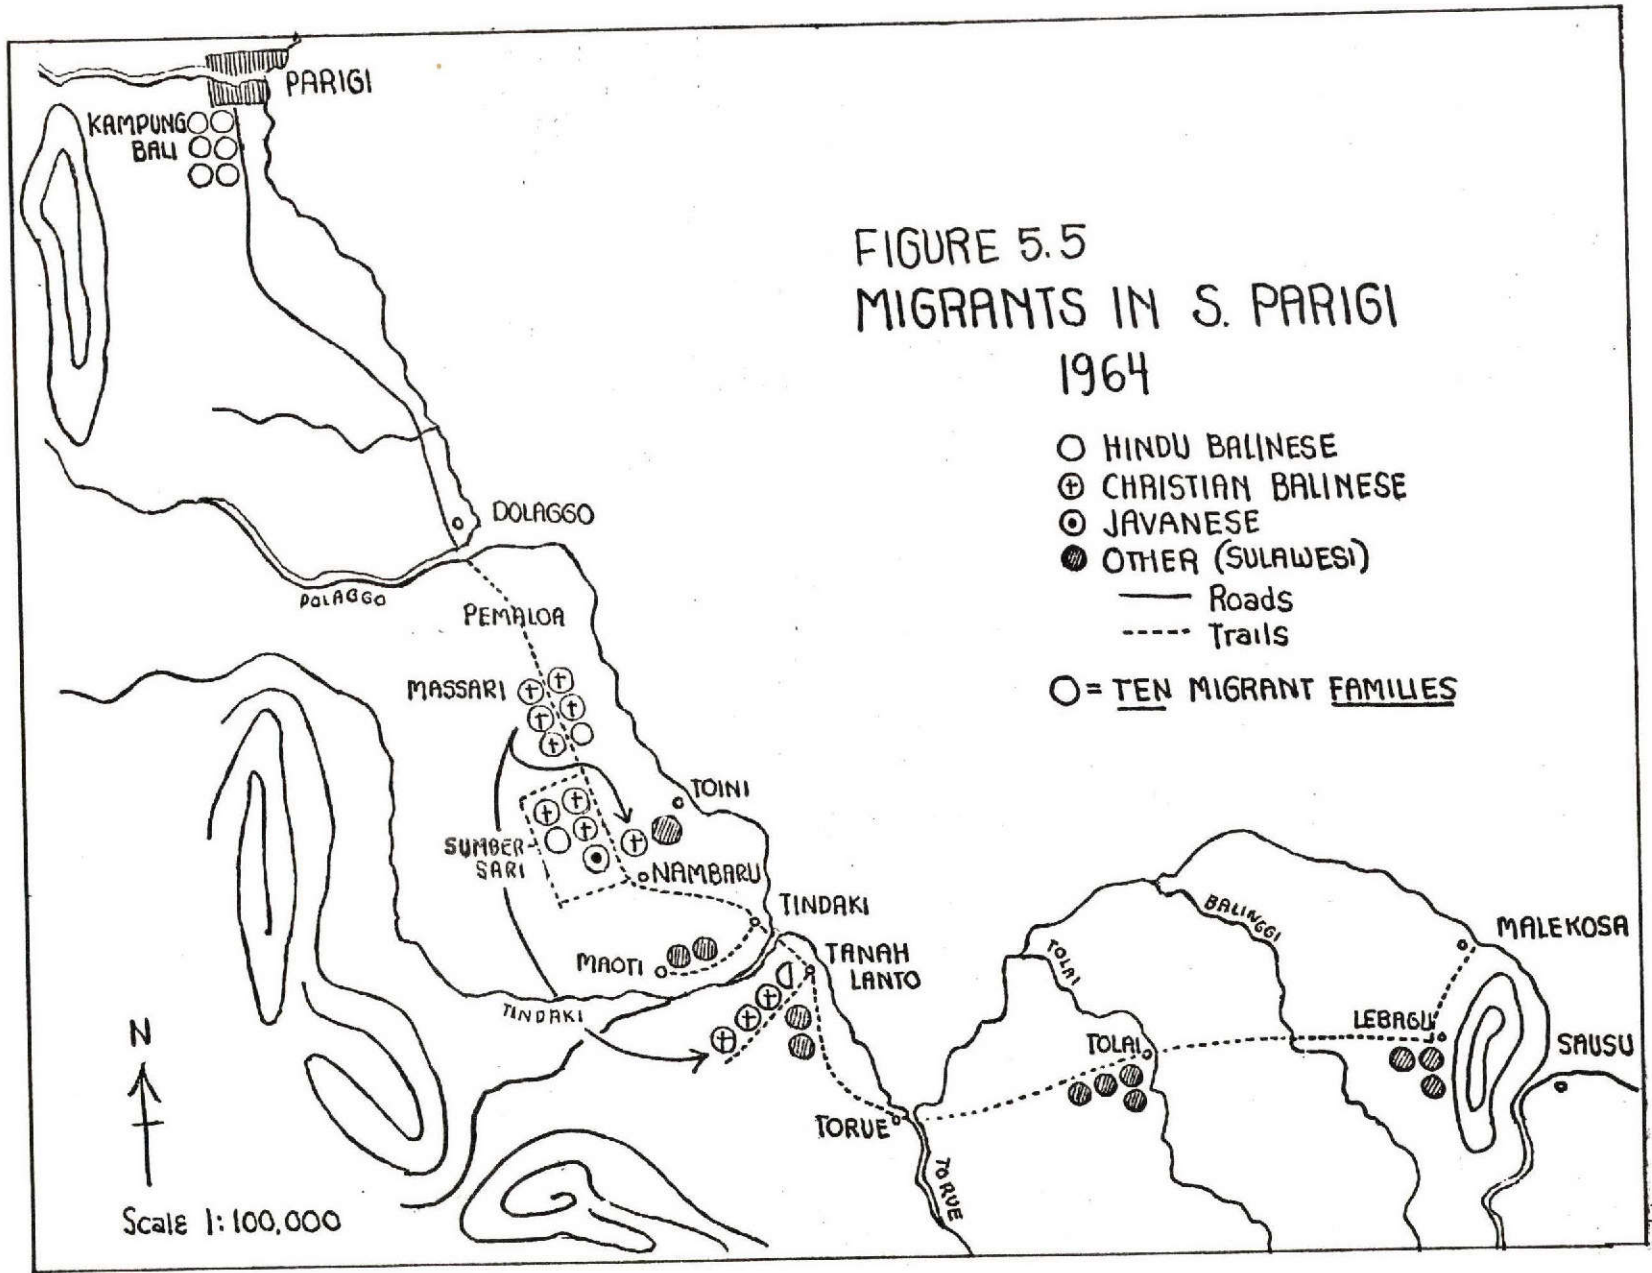 PARIGI
KAMPUNG
BALI
FIGURE 5.5
MIGRANTS IN S. PARIGI
1964
HINDU BALINESE
CHRISTIAN BALINESE
JAVANESE
OTHER (SULAWESI)
Roads
Trails
O = TEN MIGRANT FAMILIES
DOLAGGO
DOLAGGO
PEMALOA
MASSARI
TOINI
SUMBER-
SARI
NAMBARU
TINDAKI
MAOTI
TANAH
LANTO
TINDAKI
BALINGGI
MALEKOSA
TOLAI
LEBAGU
SAUSU
TOLAI
TORUE
TORUE
N
Scale 1:100,000